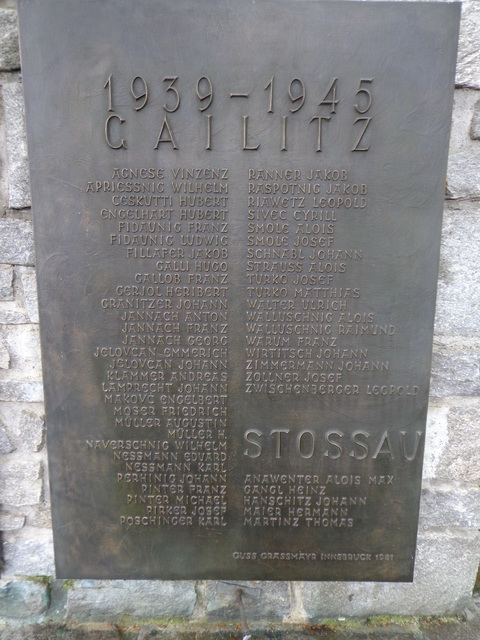 1939-1945
GAILITZ
AGNESE VINZENZ
APRIESSNIG WILHELM
CESKUTTI HUBERT
ENGELHART HUBERT
FIDAUNIG FRANZ
FIDAUNIG LUDWIG
FILLAFER JAKOB
GALLI HUGO
GALLOB FRANZ
GERJOL HERIBERT
GRANITZER JOHANN
JANNACH ANTON
JANNACH FRANZ
JANNACH GEORG
JELOVCAN EMMERICH
JELOVCAN JOHANN
KLAMMER ANDREAS
LAMPRECHT JOHANN
MAKOVZ ENGELBERT
MOSER FRIEDRICH
MÜLLER AUGUSTIN
MÜLLER H.
NAVERSCHNIG WILHELM
NESSMANN EDUARD
NESSMANN KARL
PERHINIG JOHANN
PINTER FRANZ
PINTER MICHAEL
PIRKER JOSEF
POSCHINGER KARL
RANNER JAKOB
RASPOTNIG JAKOB
RIAWETZ LEOPOLD
SIVEC CYRILL
SMOLE ALOIS
SMOLE JOSEF
SCHNABL JOHANN
STRAUSS ALOIS
TURKO JOSEF
TURKO MATTHIAS
WALTER ULRICH
WALLUSCHNIG ALOIS
WALLUSCHNIG RAIMUND
WARUM FRANZ
WIRTITSCH JOHANN
ZIMMERMANN JOHANN
ZOLLNER JOSEF
ZWISCHENBERGER LEOPOLD
STOSSAU
ANAWENTER ALOIS MAX
GANGL HEINZ
HANSCHITZ JOHANN
MAIER HERMANN
MARTINZ THOMAS
GUSS GRASSMAYR INNSBRUCK 1981